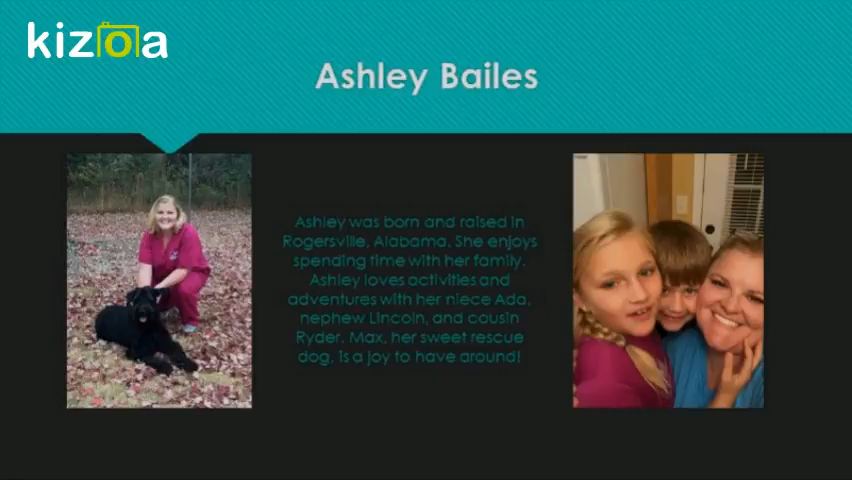 kizoa
Ashley Bailes
Ashley was born and raised in
Rogersville, Alabama. She enjoys
spending time with her family.
Ashley loves activities and
adventures with her niece Ada,
nephew Lincoln, and cousin
Ryder. Max, her sweet rescue
dog, is a joy to have around!